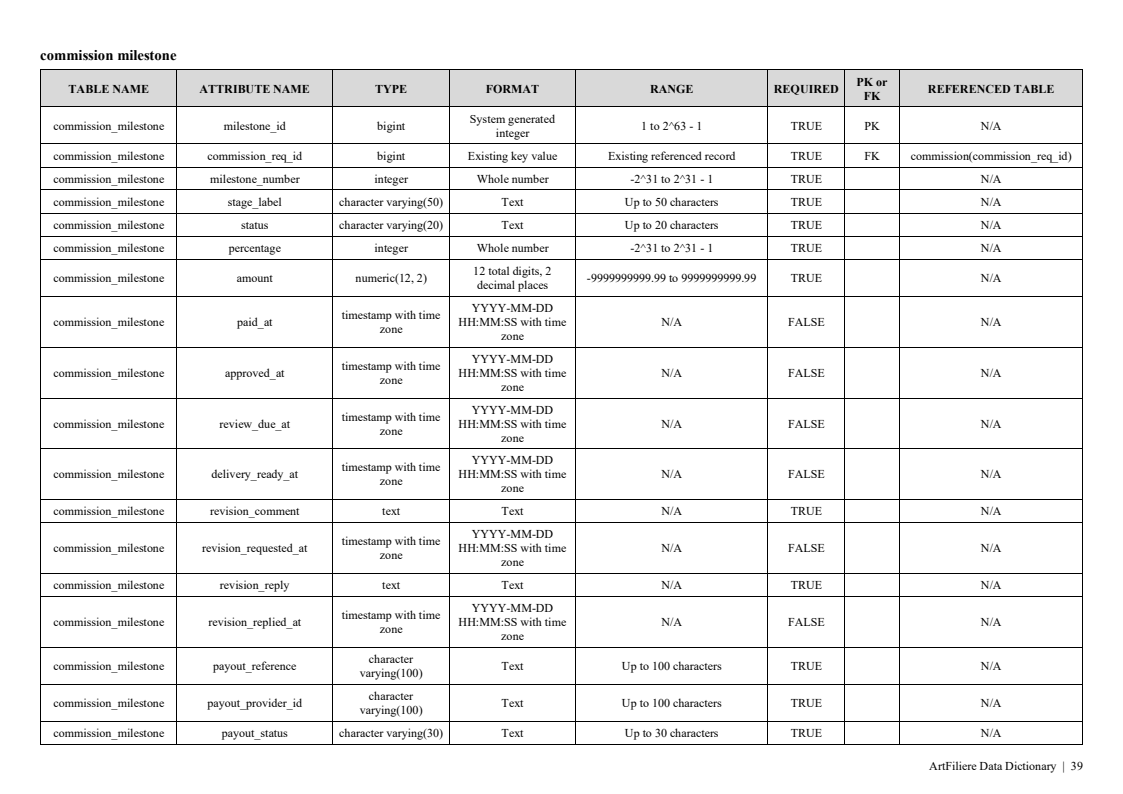 commission milestone
TABLE NAME ATTRIBUTE NAME TYPE FORMAT RANGE REQUIRED PK or FK REFERENCED TABLE
commission_milestone milestone_id bigint System generated integer 1 to 2^63 - 1 TRUE PK N/A
commission_milestone commission_req_id bigint Existing key value Existing referenced record TRUE FK commission(commission_req_id)
commission_milestone milestone_number integer Whole number -2^31 to 2^31 - 1 TRUE N/A
commission_milestone stage_label character varying(50) Text Up to 50 characters TRUE N/A
commission_milestone status character varying(20) Text Up to 20 characters TRUE N/A
commission_milestone percentage integer Whole number -2^31 to 2^31 - 1 TRUE N/A
commission_milestone amount numeric(12, 2) 12 total digits, 2 decimal places -9999999999.99 to 9999999999.99 TRUE N/A
commission_milestone paid_at timestamp with time zone YYYY-MM-DD HH:MM:SS with time zone N/A FALSE N/A
commission_milestone approved_at timestamp with time zone YYYY-MM-DD HH:MM:SS with time zone N/A FALSE N/A
commission_milestone review_due_at timestamp with time zone YYYY-MM-DD HH:MM:SS with time zone N/A FALSE N/A
commission_milestone delivery_ready_at timestamp with time zone YYYY-MM-DD HH:MM:SS with time zone N/A FALSE N/A
commission_milestone revision_comment text Text N/A TRUE N/A
commission_milestone revision_requested_at timestamp with time zone YYYY-MM-DD HH:MM:SS with time zone N/A FALSE N/A
commission_milestone revision_reply text Text N/A TRUE N/A
commission_milestone revision_replied_at timestamp with time zone YYYY-MM-DD HH:MM:SS with time zone N/A FALSE N/A
commission_milestone payout_reference character varying(100) Text Up to 100 characters TRUE N/A
commission_milestone payout_provider_id character varying(100) Text Up to 100 characters TRUE N/A
commission_milestone payout_status character varying(30) Text Up to 30 characters TRUE N/A
ArtFiliere Data Dictionary | 39